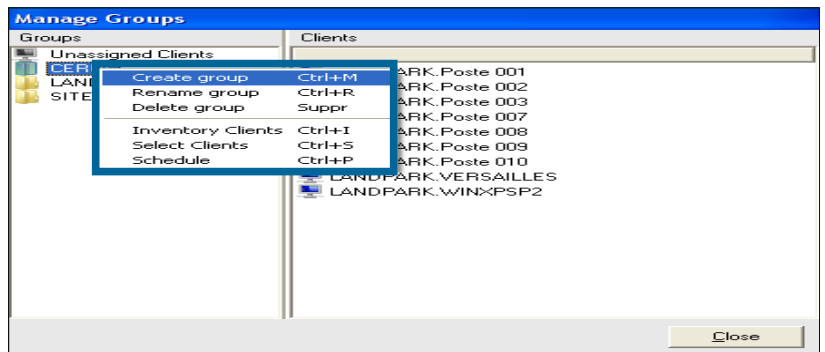 Manage Groups
Groups
Clients
Unassigned Clients
Create group Ctrl+M
Rename group Ctrl+R
Delete group Suppr
Inventory Clients Ctrl+I
Select Clients Ctrl+S
Schedule Ctrl+P
SITE
ARK.Poste 001
ARK.Poste 002
ARK.Poste 003
ARK.Poste 007
ARK.Poste 008
ARK.Poste 009
ARK.Poste 010
LANDPARK.VERSAILLES
LANDPARK.WINXPSP2
Close